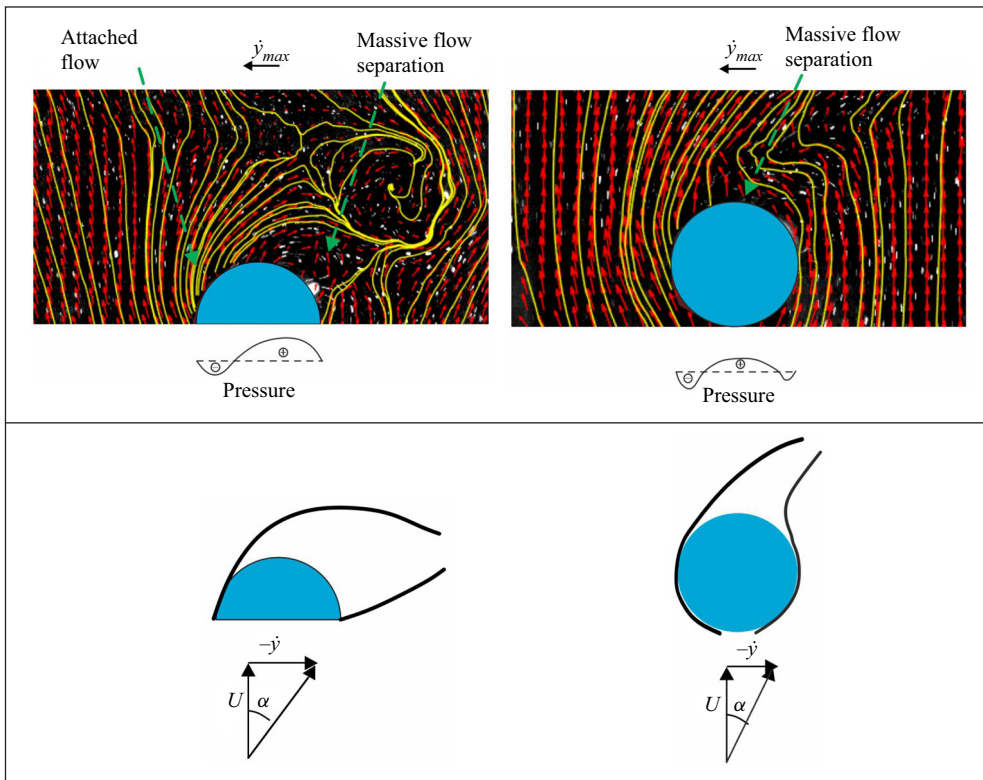 Attached
flow
ẏmax
Massive flow
separation
⊖
⊕
Pressure
ẏmax
Massive flow
separation
⊖
⊕
Pressure
–ẏ
U
α
–ẏ
U
α